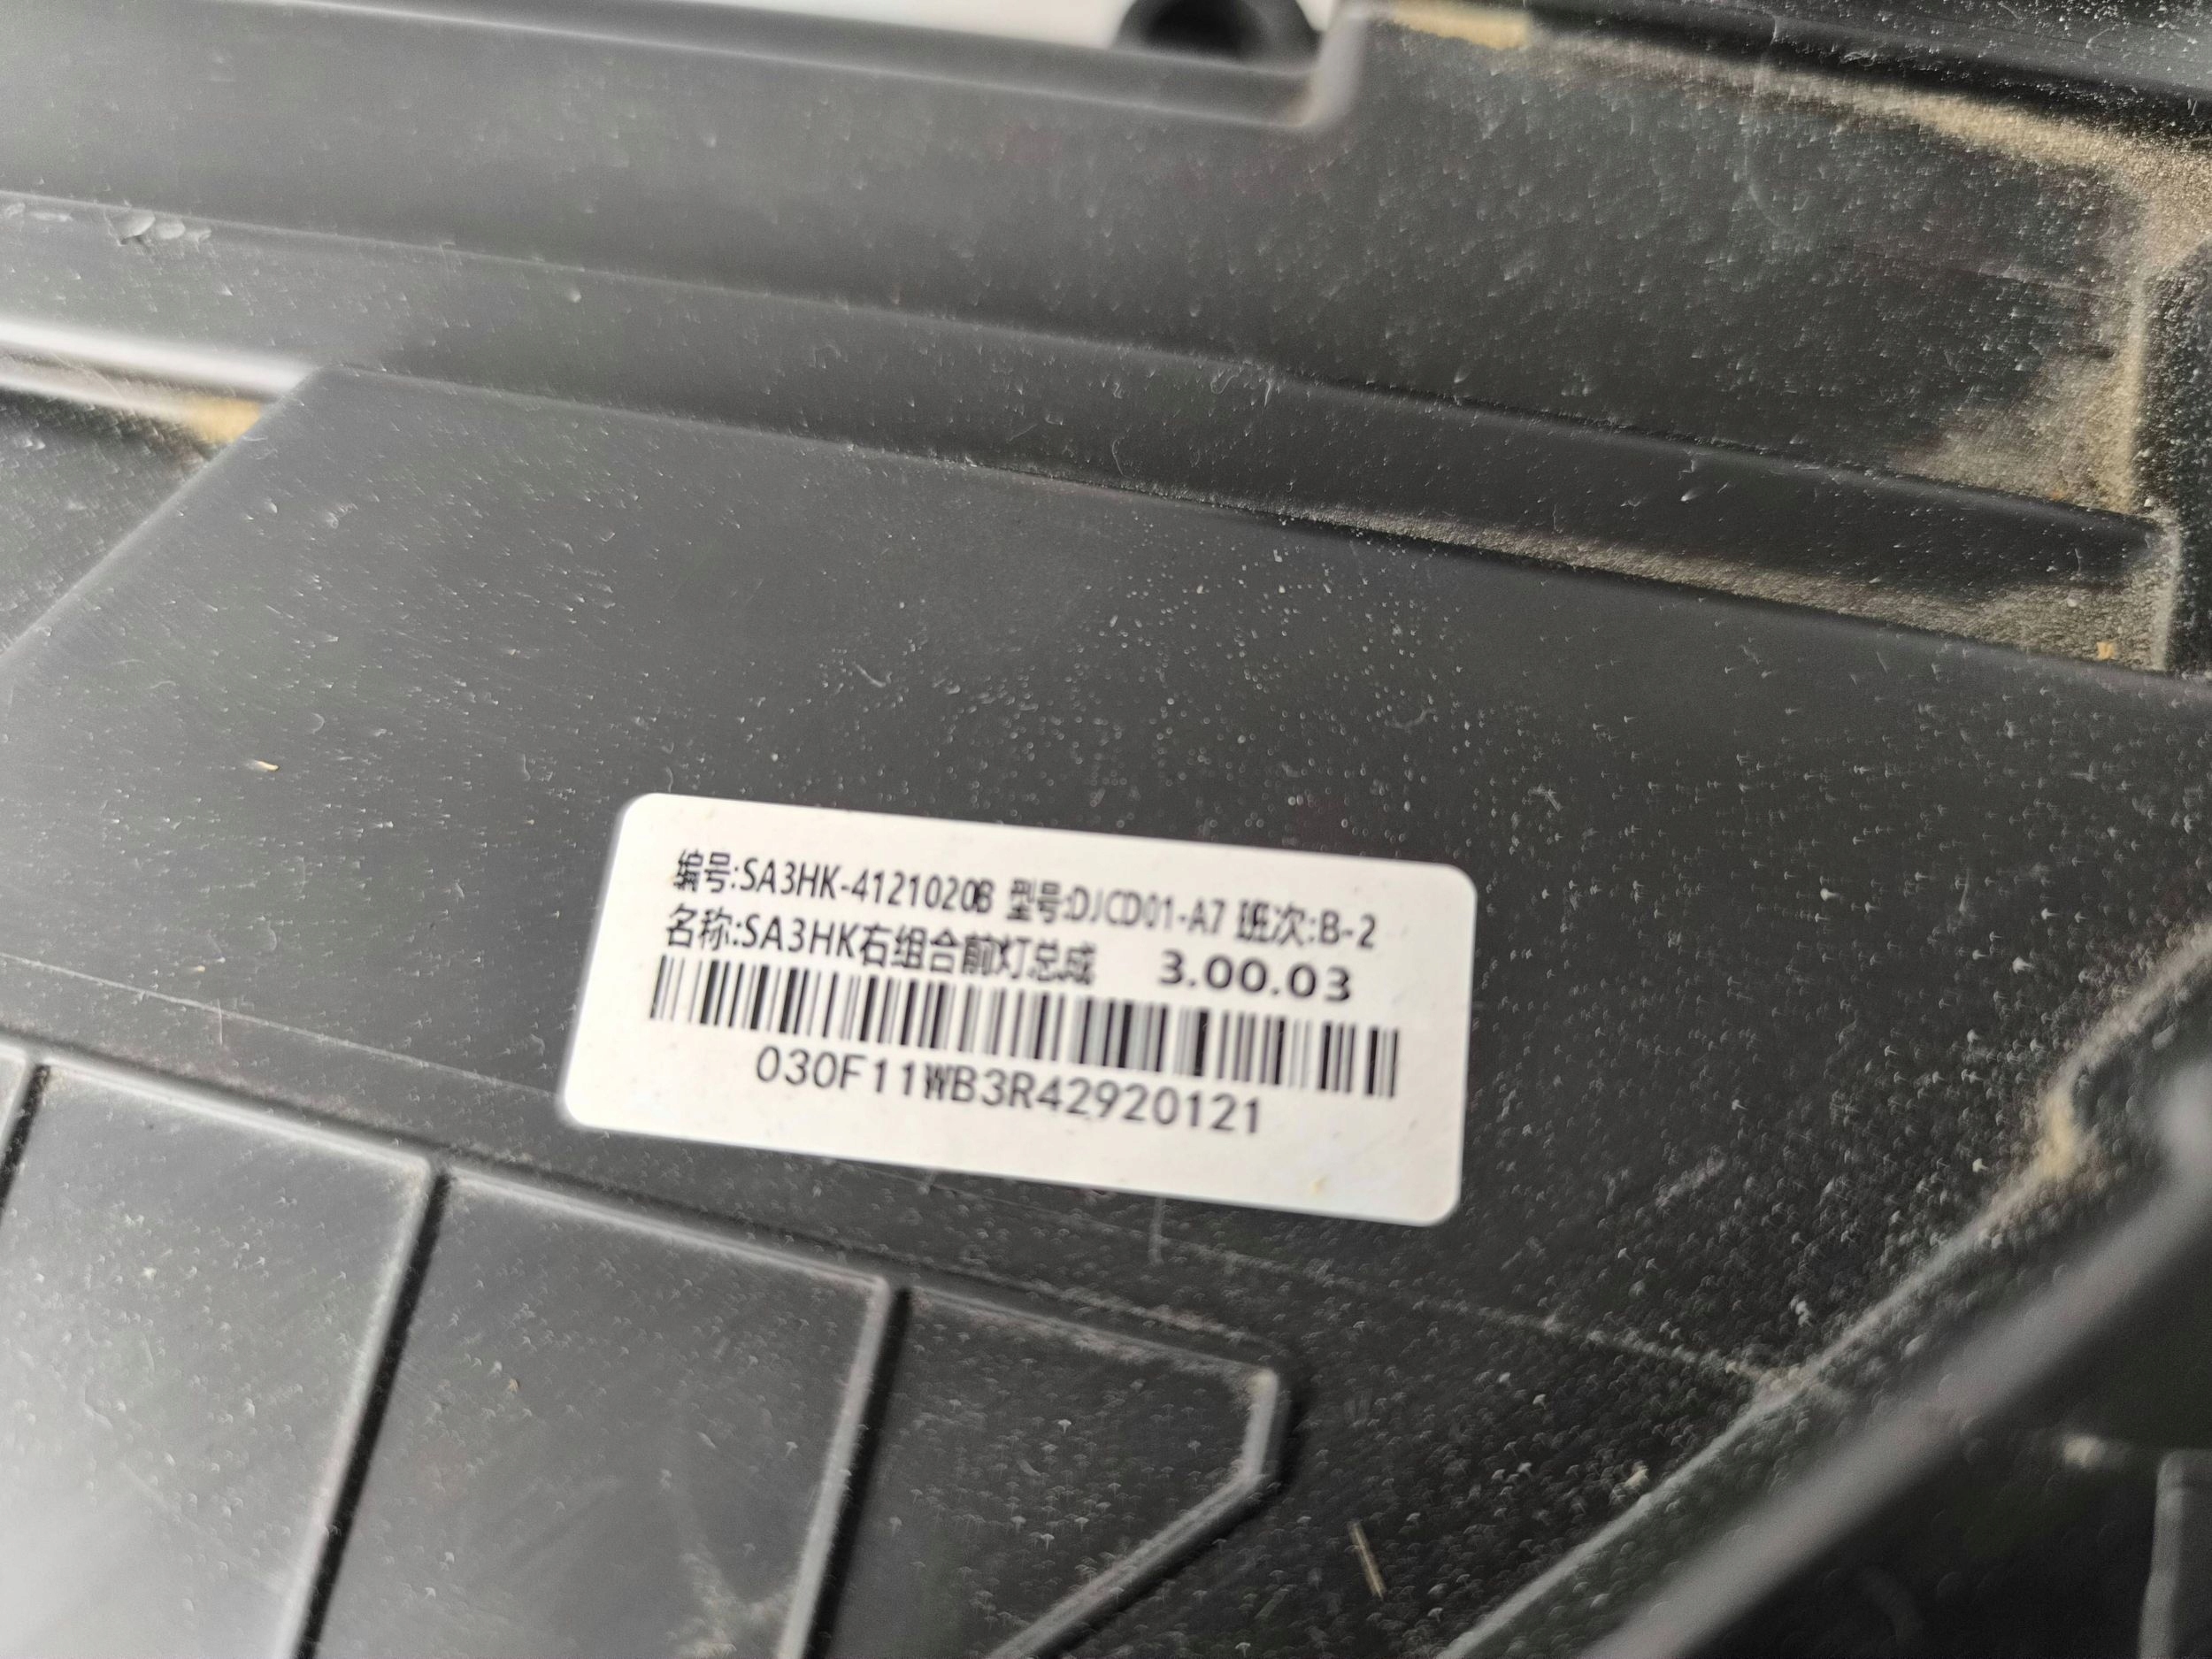 编号:SA3HK-4121020B 型号:DJCD01-A7 班次:B-2
名称:SA3HK右组合前灯总成 3.00.03
030F11WB3R42920121